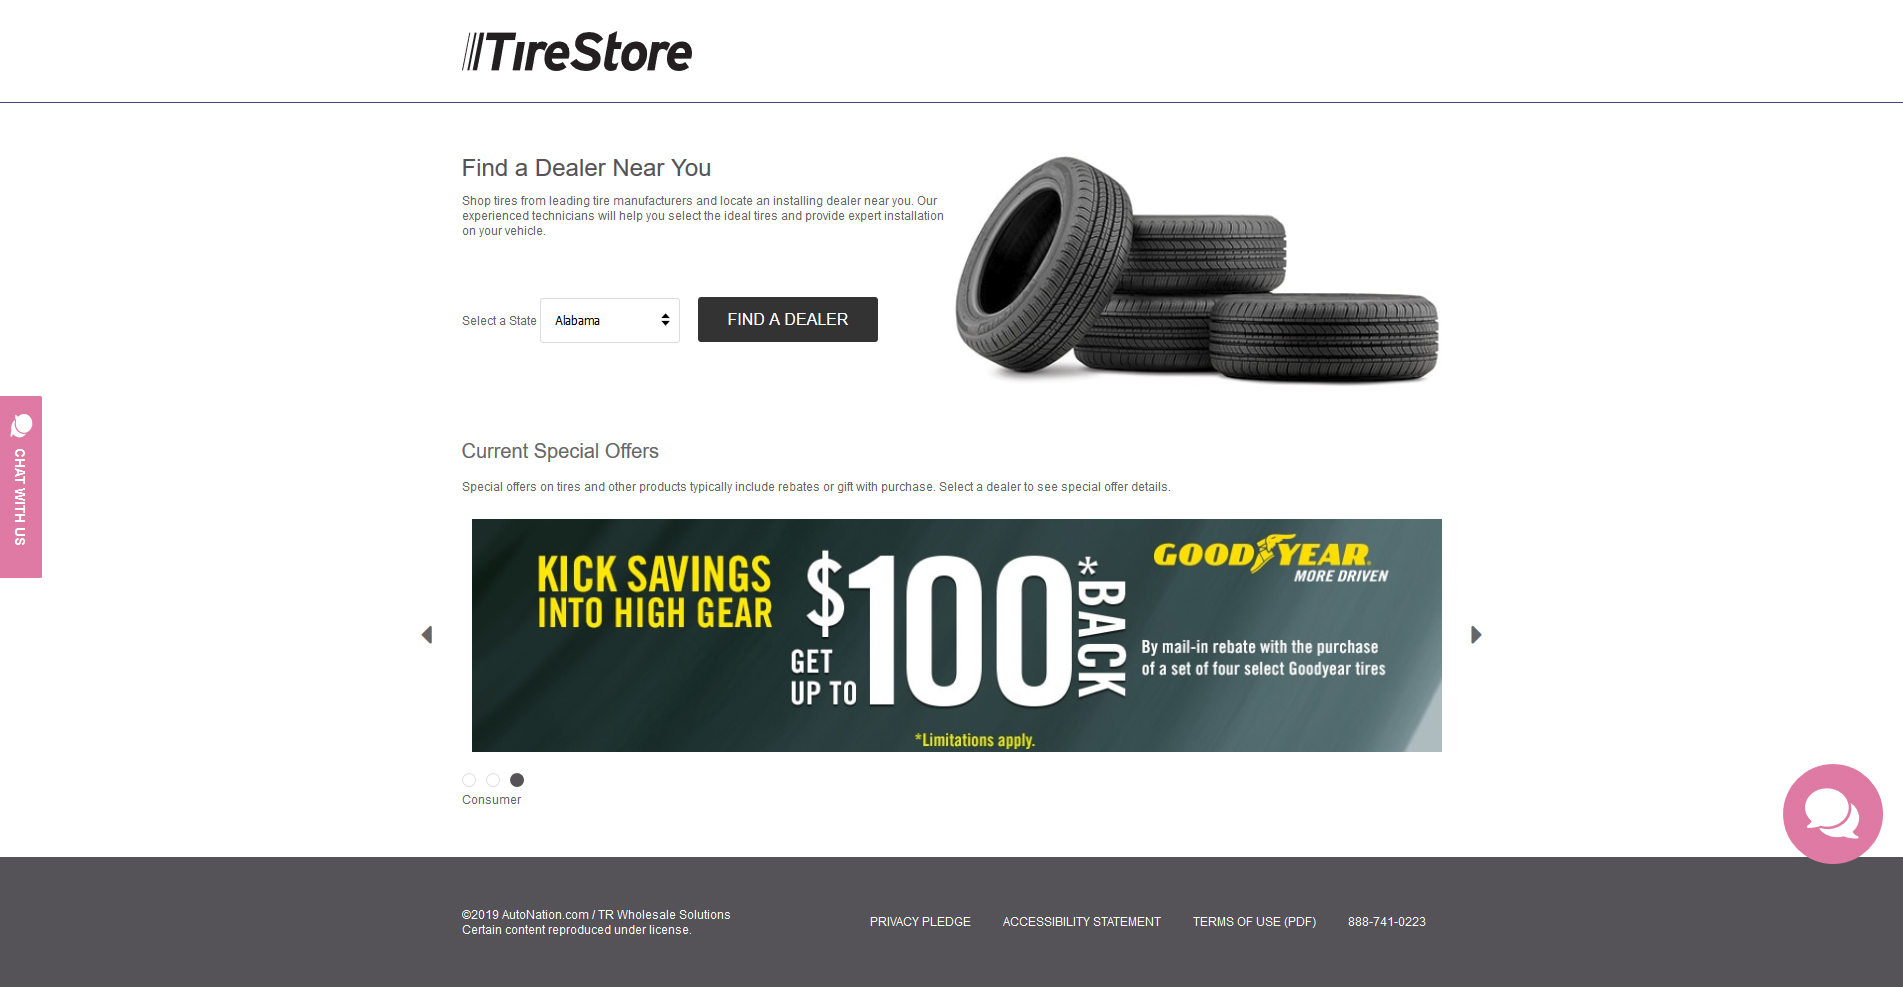 TireStore
Find a Dealer Near You
Shop tires from leading tire manufacturers and locate an installing dealer near you. Our
experienced technicians will help you select the ideal tires and provide expert installation
on your vehicle.
Select a State
Alabama
FIND A DEALER
CHAT WITH US
Current Special Offers
Special offers on tires and other products typically include rebates or gift with purchase. Select a dealer to see special offer details.
KICK SAVINGS
INTO HIGH GEAR
GET
UP TO
$100*
BACK
GOODYEAR
MORE DRIVEN
By mail-in rebate with the purchase
of a set of four select Goodyear tires
*Limitations apply.
Consumer
©2019 AutoNation.com / TR Wholesale Solutions
Certain content reproduced under license.
PRIVACY PLEDGE
ACCESSIBILITY STATEMENT
TERMS OF USE (PDF)
888-741-0223